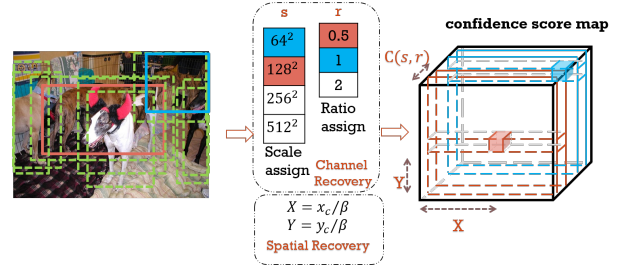 s r
confidence score map
64²
128²
256²
512²
0.5
1
2
Ratio
assign
Scale
assign
Channel
Recovery
X = x_c/β
Y = y_c/β
Spatial Recovery
C(s,r)
Y
X